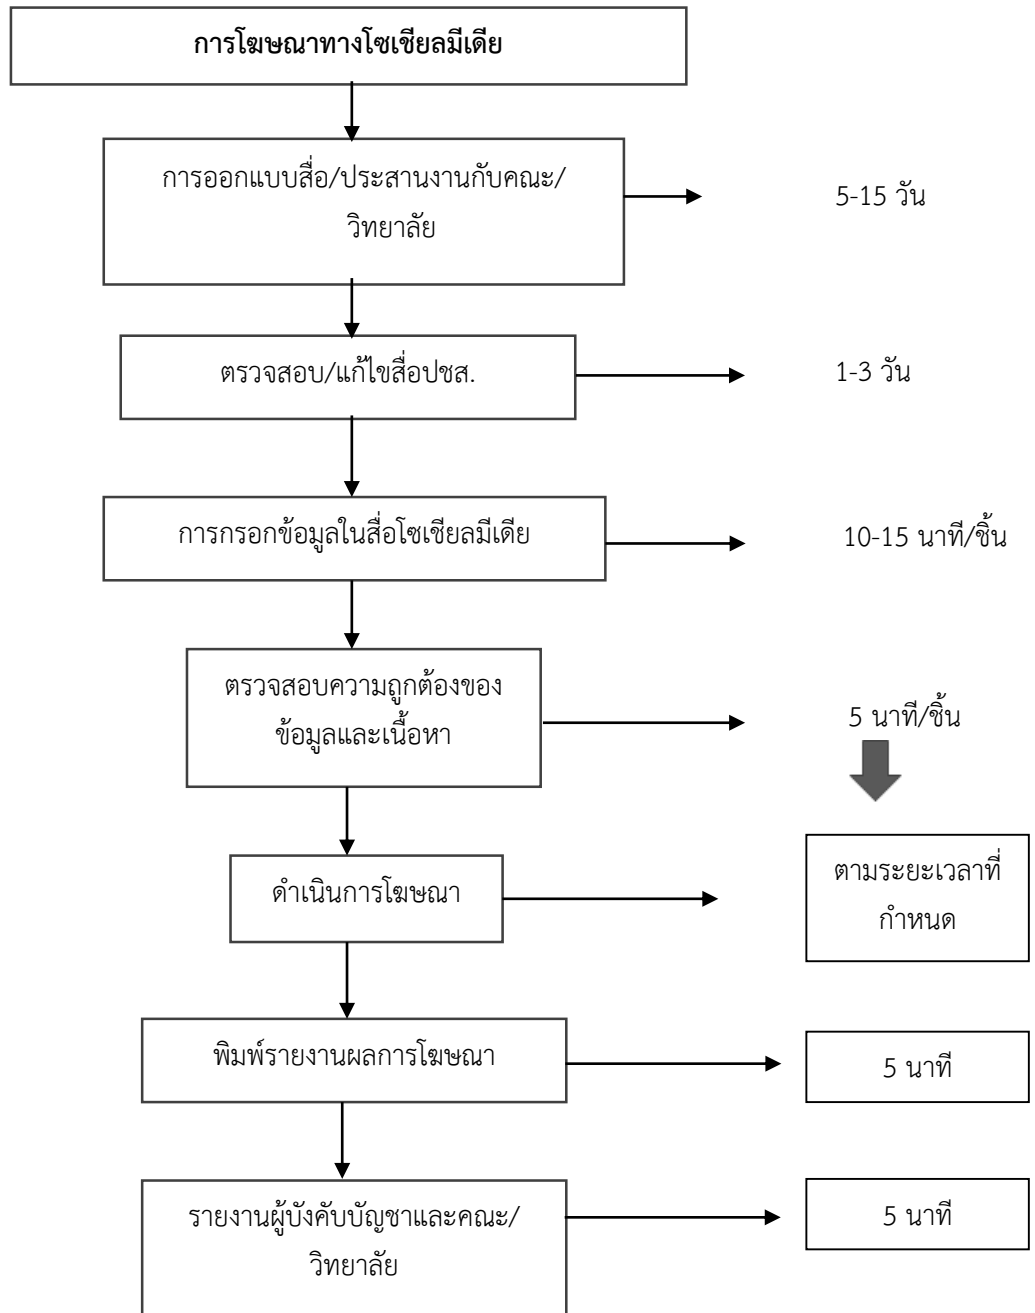 การโฆษณาทางโซเชียลมีเดีย
การออกแบบสื่อ/ประสานงานกับคณะ/
วิทยาลัย
5-15 วัน
ตรวจสอบ/แก้ไขสื่อปชส.
1-3 วัน
การกรอกข้อมูลในสื่อโซเชียลมีเดีย
10-15 นาที/ชิ้น
ตรวจสอบความถูกต้องของ
ข้อมูลและเนื้อหา
5 นาที/ชิ้น
ดำเนินการโฆษณา
ตามระยะเวลาที่
กำหนด
พิมพ์รายงานผลการโฆษณา
5 นาที
รายงานผู้บังคับบัญชาและคณะ/
วิทยาลัย
5 นาที